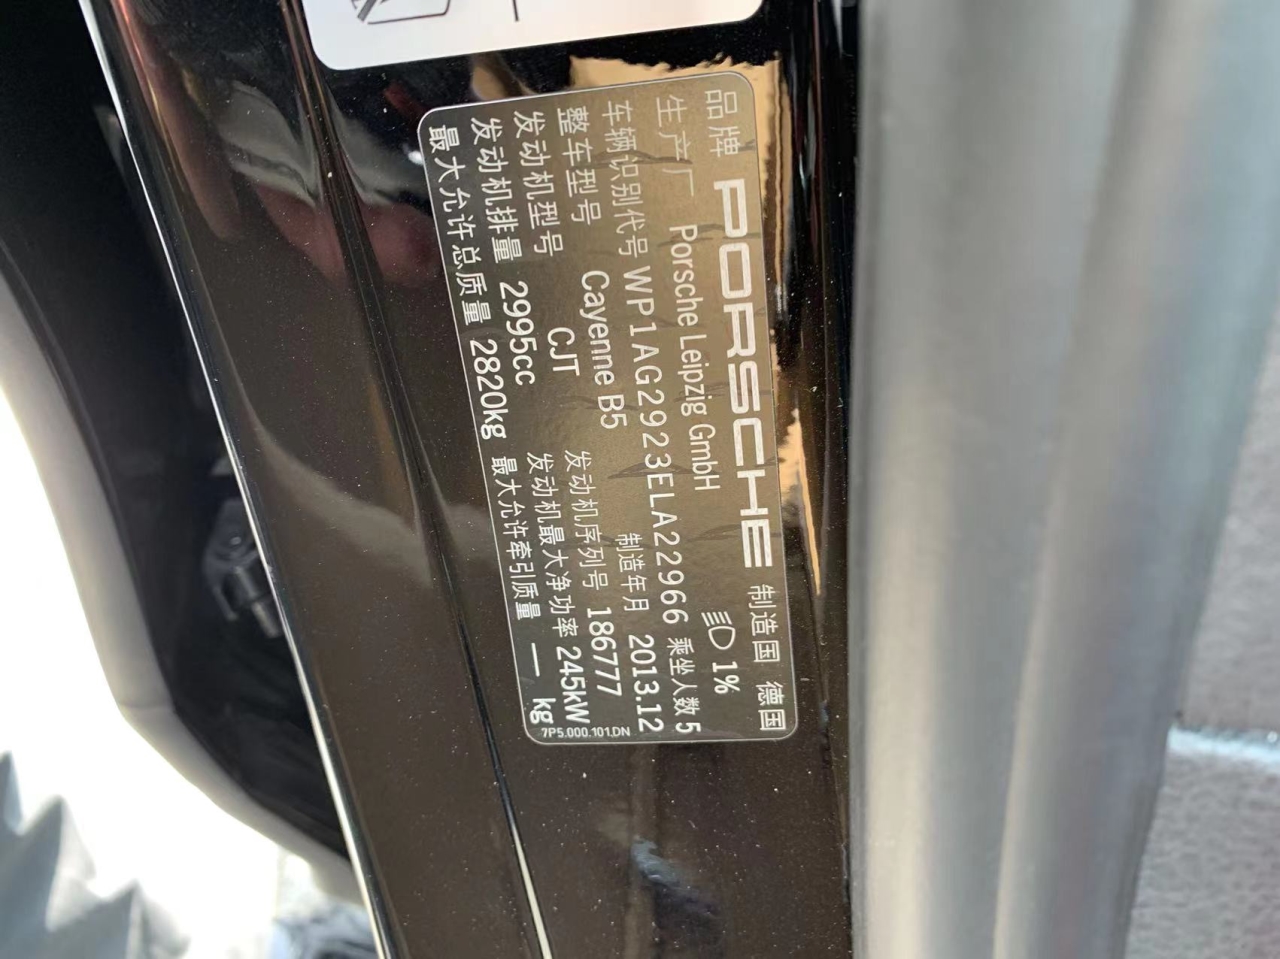 品牌 PORSCHE 制造国 德国
生产厂 Porsche Leipzig GmbH 1%
车辆识别代号 WP1AG2923ELA22966 乘坐人数 5
整车型号 Cayenne B5 制造年月 2013.12
发动机型号 CJT 发动机序列号 186777
发动机排量 2995cc 发动机最大净功率 245kW
最大允许总质量 2820kg 最大允许牵引质量 — kg
7P5.000.101.DN